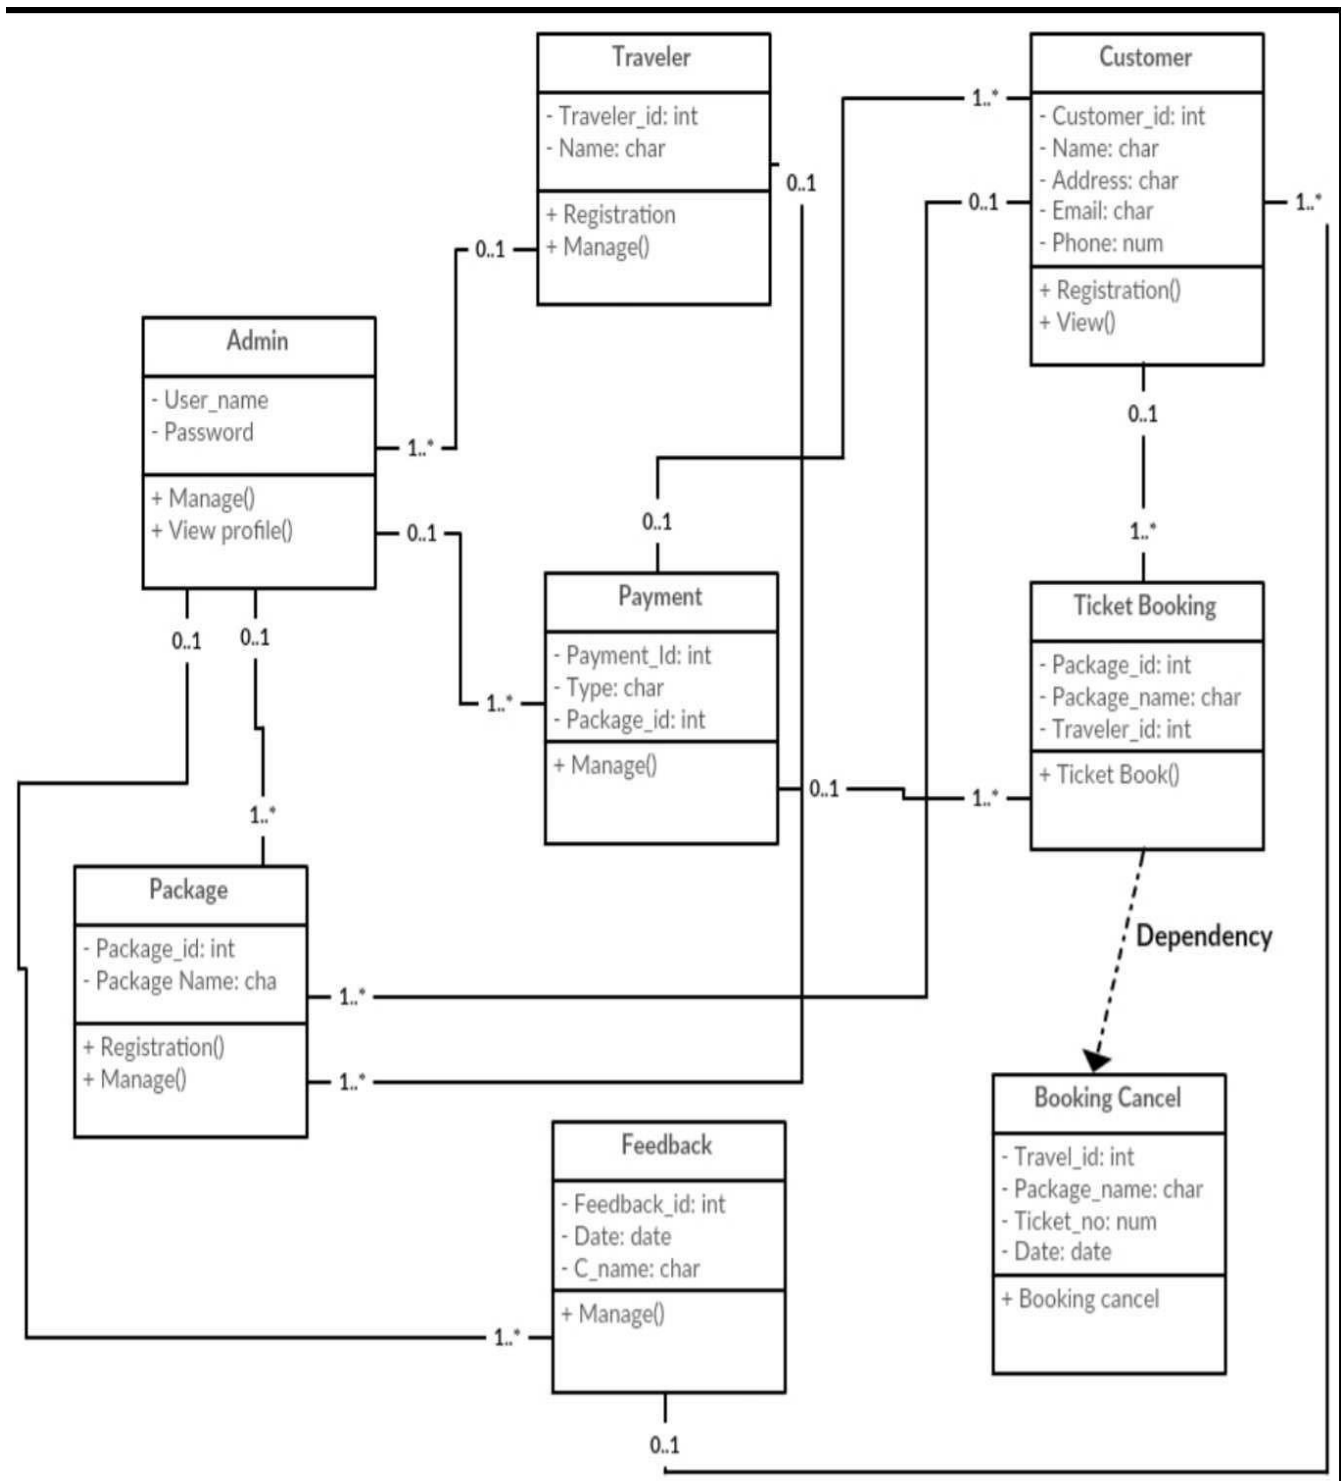 Traveler
- Traveler_id: int
- Name: char
+ Registration
+ Manage()
0..1
0..1
Customer
- Customer_id: int
- Name: char
- Address: char
- Email: char
- Phone: num
+ Registration()
+ View()
1..*
0..1
1..*
0..1
1..*
Admin
- User_name
- Password
+ Manage()
+ View profile()
1..*
0..1
0..1
0..1
0..1
Payment
- Payment_Id: int
- Type: char
- Package_id: int
+ Manage()
1..*
0..1
1..*
Ticket Booking
- Package_id: int
- Package_name: char
- Traveler_id: int
+ Ticket Book()
Dependency
1..*
Package
- Package_id: int
- Package Name: cha
+ Registration()
+ Manage()
1..*
1..*
Feedback
- Feedback_id: int
- Date: date
- C_name: char
+ Manage()
1..*
0..1
Booking Cancel
- Travel_id: int
- Package_name: char
- Ticket_no: num
- Date: date
+ Booking cancel